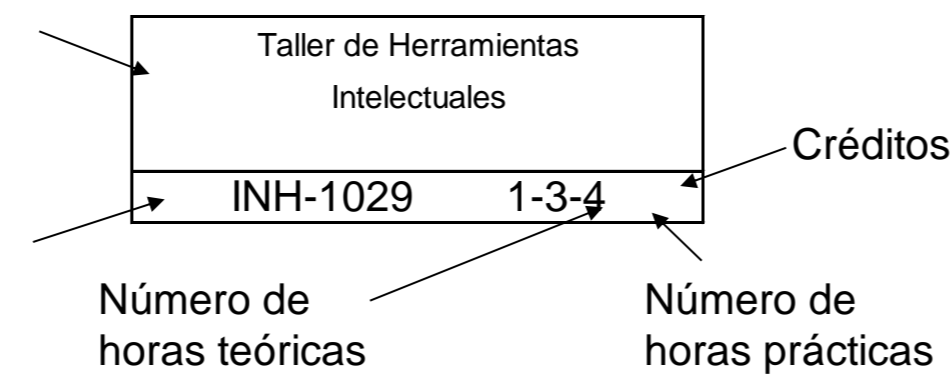 Taller de Herramientas
Intelectuales
Créditos
INH-1029 1-3-4
Número de
horas teóricas
Número de
horas prácticas